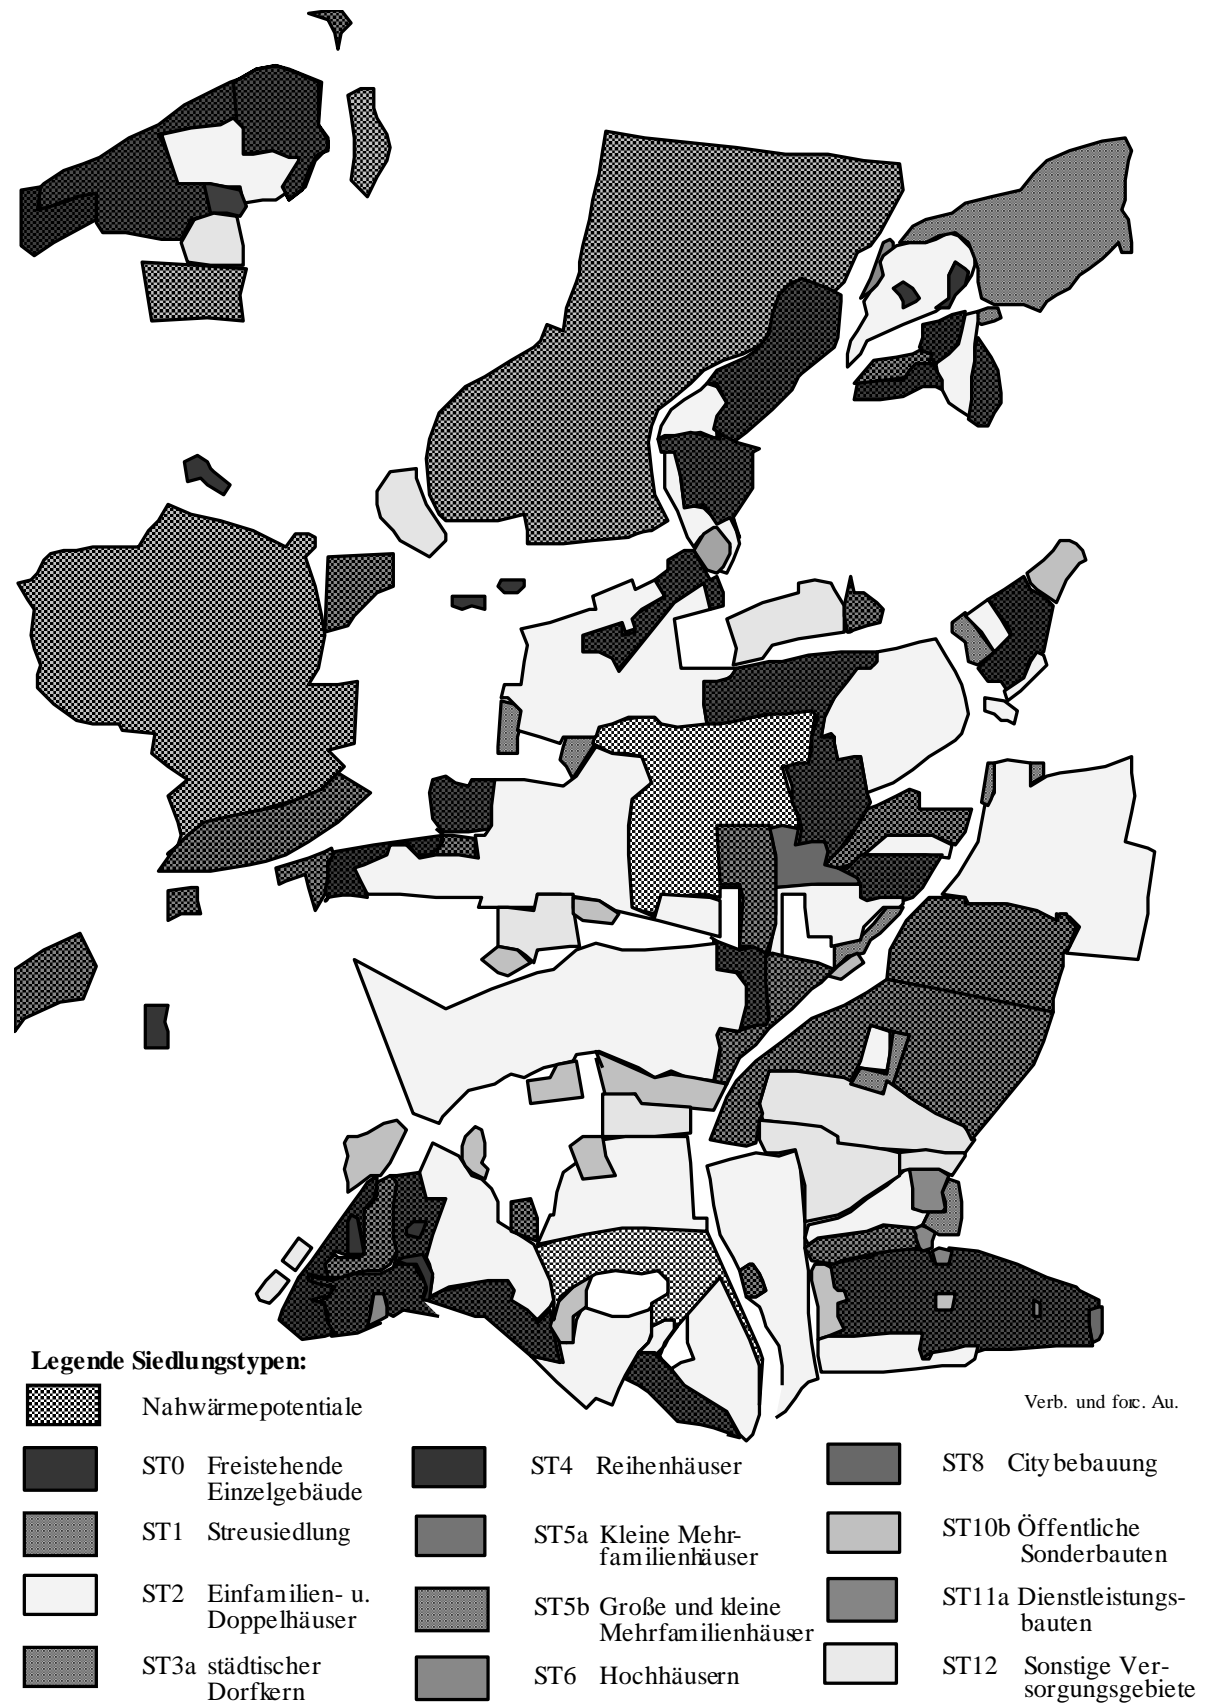 Legende Siedlungstypen:
Nahwärmepotentiale
Verb. und forc. Au.
ST0 Freistehende
Einzelgebäude
ST1 Streusiedlung
ST2 Einfamilien- u.
Doppelhäuser
ST3a städtischer
Dorfkern
ST4 Reihenhäuser
ST5a Kleine Mehr-
familienhäuser
ST5b Große und kleine
Mehrfamilienhäuser
ST6 Hochhäusern
ST8 Citybebauung
ST10b Öffentliche
Sonderbauten
ST11a Dienstleistungs-
bauten
ST12 Sonstige Ver-
sorgungsgebiete